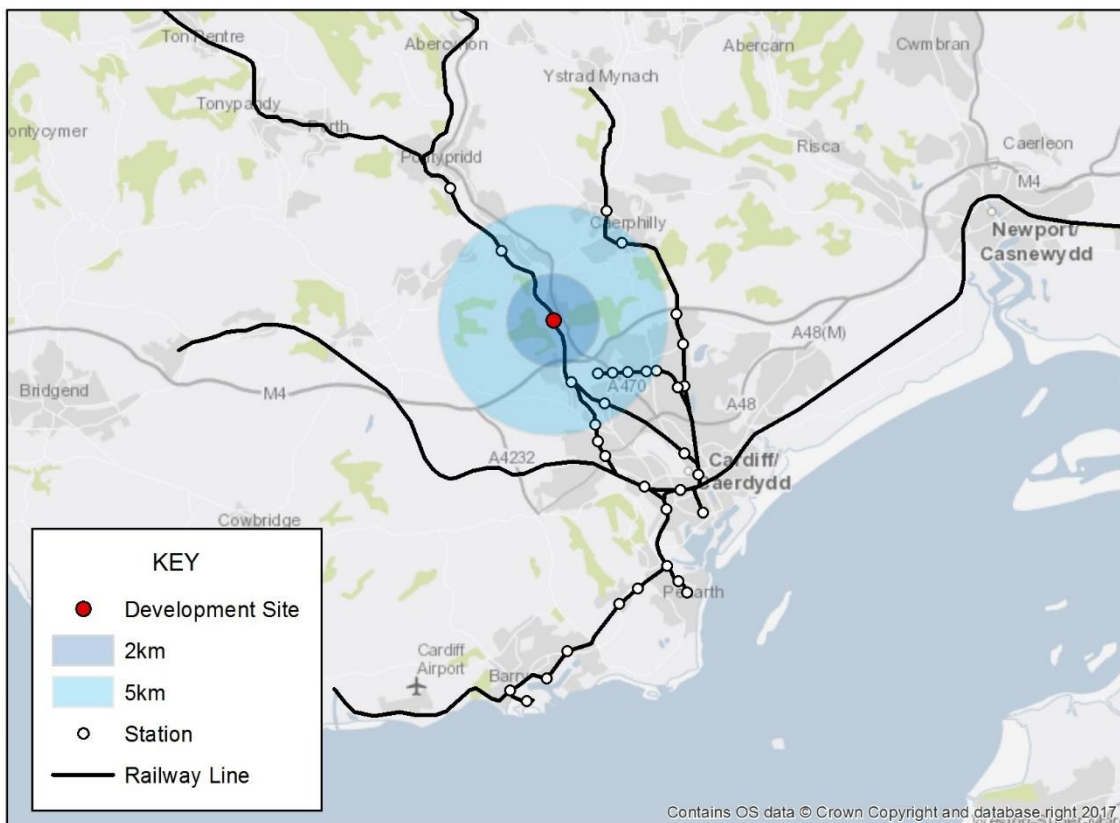 Ton Pentre
Abercynon
Abercarn
Cwmbran
Ystrad Mynach
Tonypandy
Porth
ontycymer
Pontypridd
Risca
Caerleon
M4
Caerphilly
Newport/
Casnewydd
A48(M)
Bridgend
M4
A470
A48
A4232
Cardiff/
Caerdydd
Cowbridge
Penarth
Cardiff
Airport
Barry
KEY
Development Site
2km
5km
Station
Railway Line
Contains OS data © Crown Copyright and database right 2017